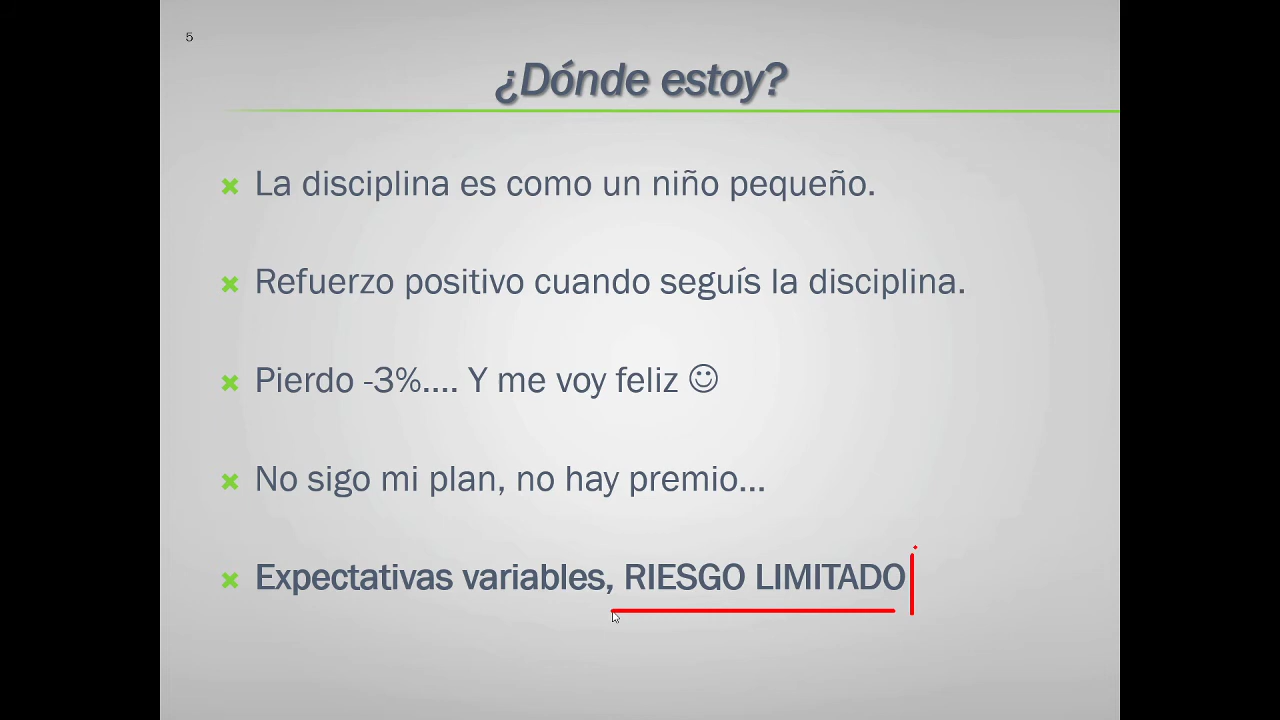 5
¿Dónde estoy?
La disciplina es como un niño pequeño.
Refuerzo positivo cuando seguís la disciplina.
Pierdo -3%.... Y me voy feliz ☺
No sigo mi plan, no hay premio...
Expectativas variables, RIESGO LIMITADO